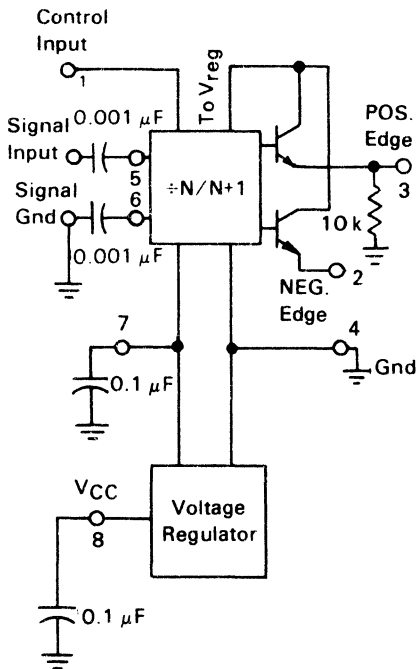 Control
Input
1
To Vreg
0.001 μF
Signal
Input
5
Signal
Gnd
6
0.001 μF
÷N/N+1
POS.
Edge
3
10 k
2
NEG.
Edge
7
0.1 μF
4
Gnd
VCC
8
Voltage
Regulator
0.1 μF